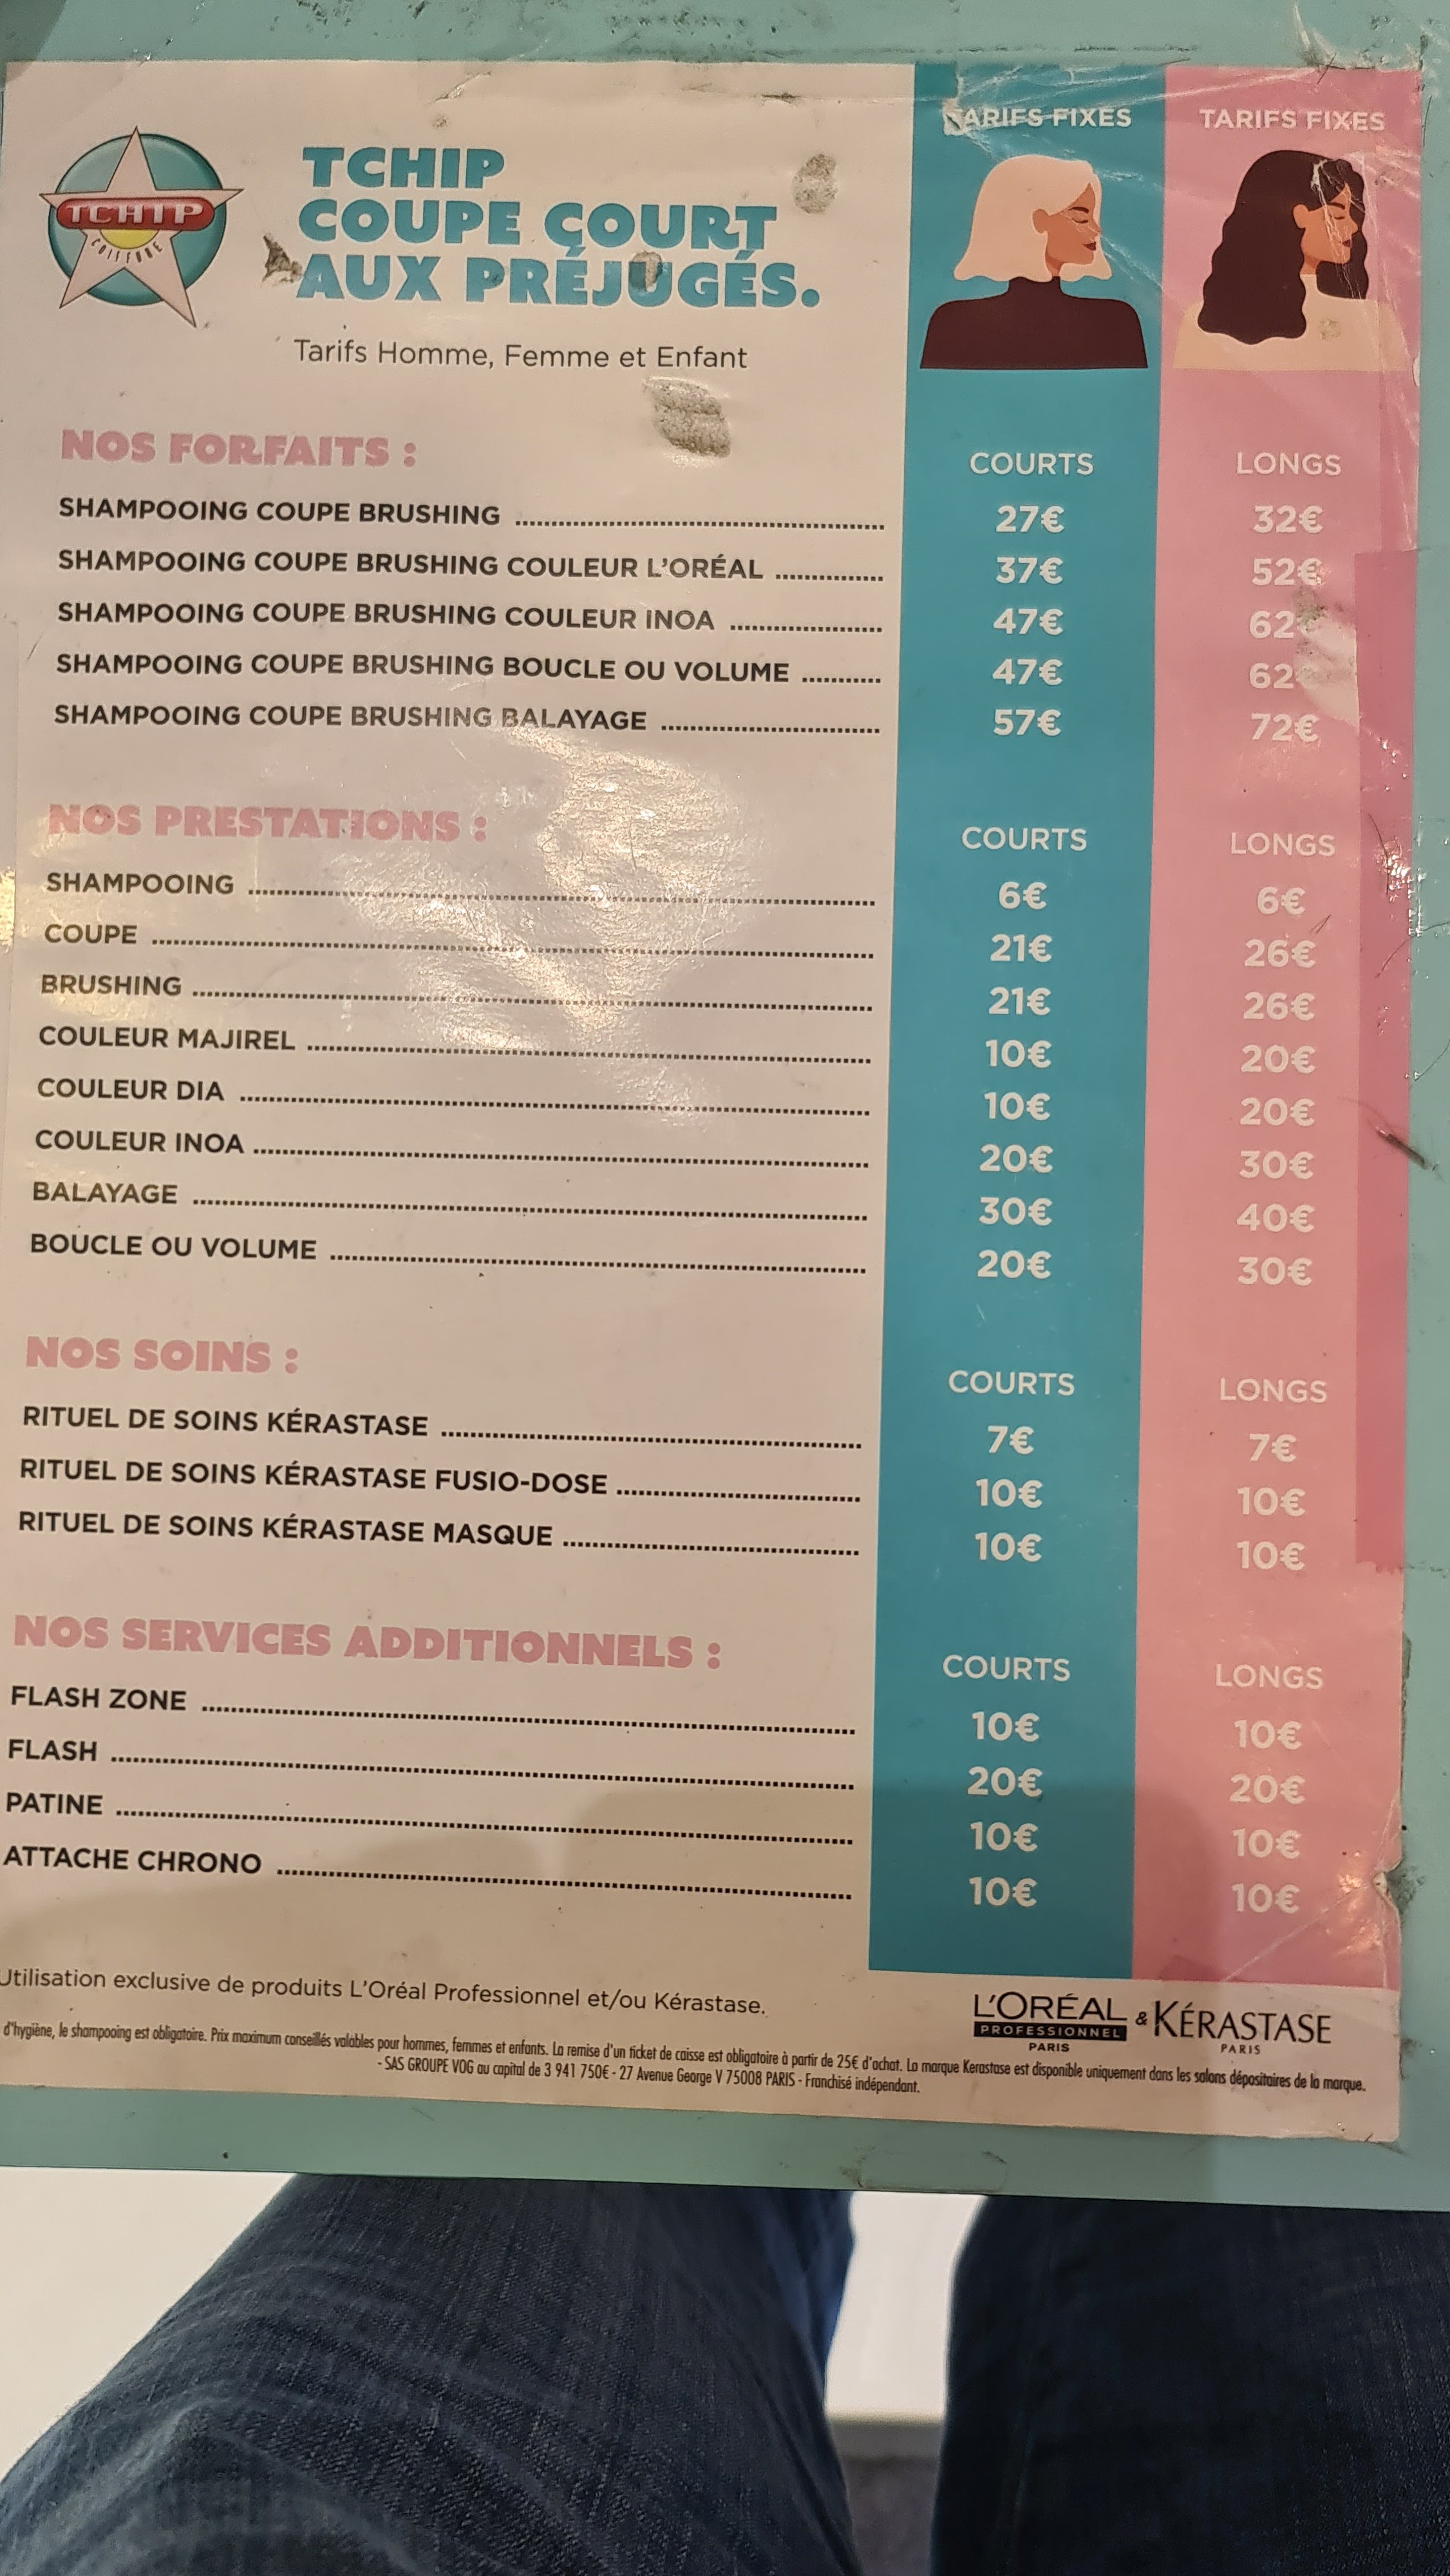 TARIFS FIXES
TARIFS FIXES
TCHIP
COIFFURE
TCHIP
COUPE COURT
AUX PRÉJUGÉS.
Tarifs Homme, Femme et Enfant
NOS FORFAITS : COURTS LONGS
SHAMPOOING COUPE BRUSHING 27€ 32€
SHAMPOOING COUPE BRUSHING COULEUR L'ORÉAL 37€ 52€
SHAMPOOING COUPE BRUSHING COULEUR INOA 47€ 62€
SHAMPOOING COUPE BRUSHING BOUCLE OU VOLUME 47€ 62€
SHAMPOOING COUPE BRUSHING BALAYAGE 57€ 72€
NOS PRESTATIONS : COURTS LONGS
SHAMPOOING 6€ 6€
COUPE 21€ 26€
BRUSHING 21€ 26€
COULEUR MAJIREL 10€ 20€
COULEUR DIA 10€ 20€
COULEUR INOA 20€ 30€
BALAYAGE 30€ 40€
BOUCLE OU VOLUME 20€ 30€
NOS SOINS : COURTS LONGS
RITUEL DE SOINS KÉRASTASE 7€ 7€
RITUEL DE SOINS KÉRASTASE FUSIO-DOSE 10€ 10€
RITUEL DE SOINS KÉRASTASE MASQUE 10€ 10€
NOS SERVICES ADDITIONNELS : COURTS LONGS
FLASH ZONE 10€ 10€
FLASH 20€ 20€
PATINE 10€ 10€
ATTACHE CHRONO 10€ 10€
Utilisation exclusive de produits L'Oréal Professionnel et/ou Kérastase.
L'ORÉAL & KÉRASTASE
PROFESSIONNEL
PARIS PARIS
d'hygiène, le shampooing est obligatoire. Prix maximum conseillés valables pour hommes, femmes et enfants. La remise d'un ticket de caisse est obligatoire à partir de 25€ d'achat. La marque Kerastase est disponible uniquement dans les salons dépositaires de la marque.
- SAS GROUPE VOG au capital de 3 941 750€ - 27 Avenue George V 75008 PARIS - Franchisé indépendant.